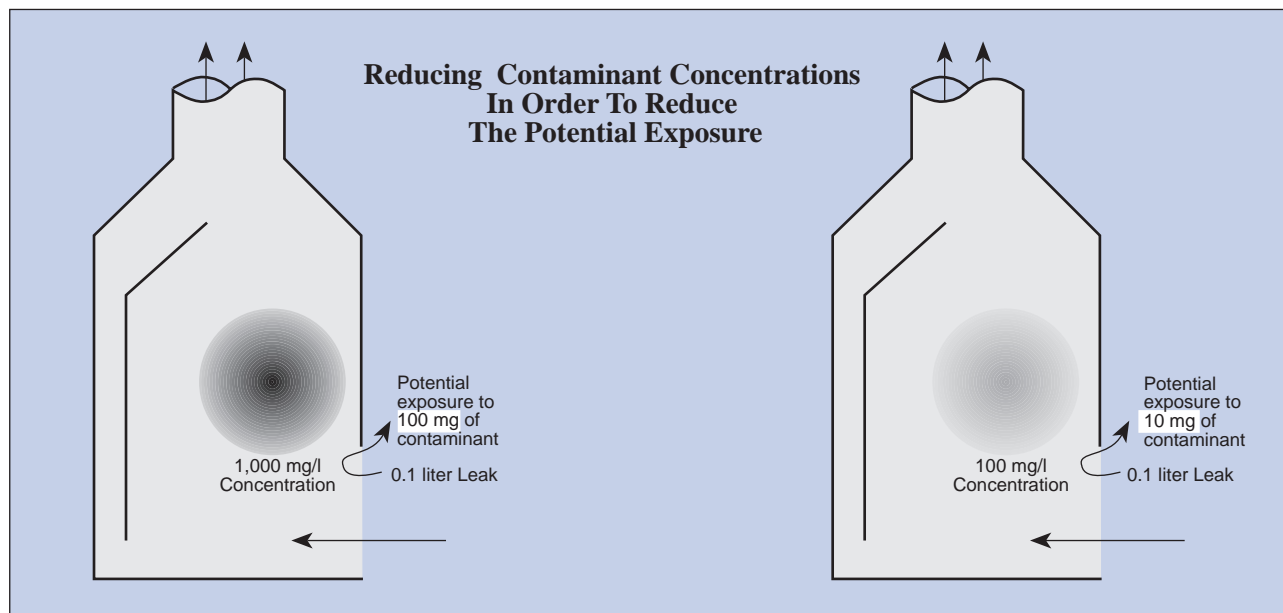 Reducing Contaminant Concentrations
In Order To Reduce
The Potential Exposure
Potential
exposure to
100 mg of
contaminant
1,000 mg/l
Concentration
0.1 liter Leak
Potential
exposure to
10 mg of
contaminant
100 mg/l
Concentration
0.1 liter Leak